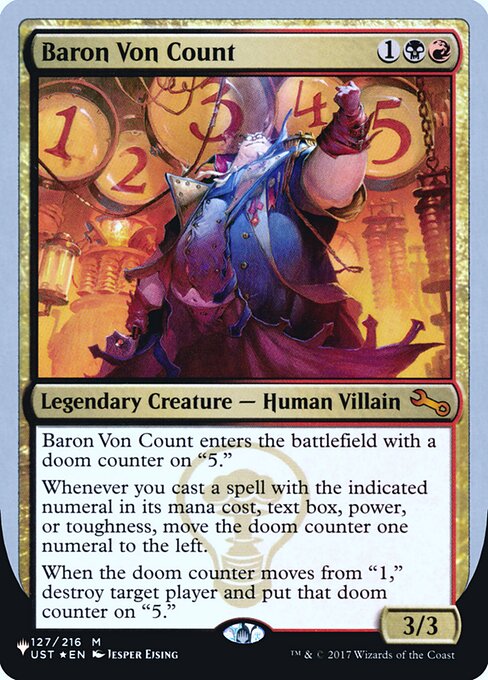 Baron Von Count 1
1 2 3 4 5
Legendary Creature — Human Villain
Baron Von Count enters the battlefield with a
doom counter on “5.”
Whenever you cast a spell with the indicated
numeral in its mana cost, text box, power,
or toughness, move the doom counter one
numeral to the left.
When the doom counter moves from “1,”
destroy target player and put that doom
counter on “5.”
3/3
127/216 M
UST ★ EN Jesper Eising
™ & © 2017 Wizards of the Coast